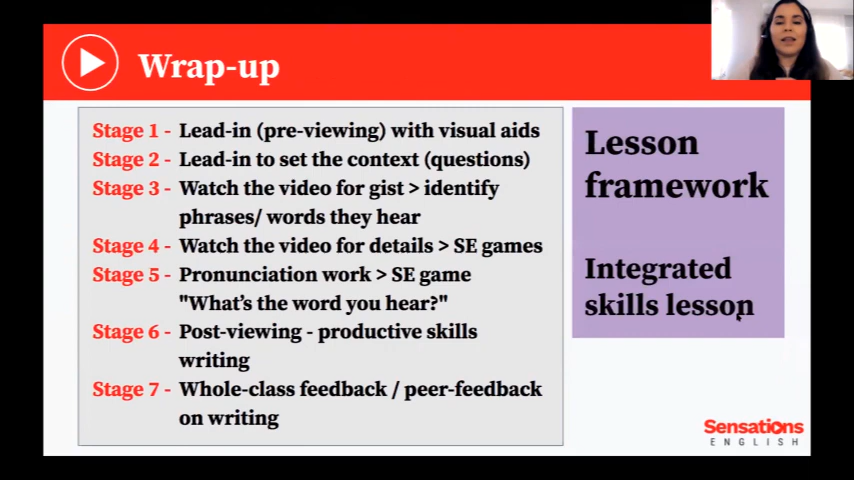 Wrap-up
Stage 1 - Lead-in (pre-viewing) with visual aids
Stage 2 - Lead-in to set the context (questions)
Stage 3 - Watch the video for gist > identify
phrases/ words they hear
Stage 4 - Watch the video for details > SE games
Stage 5 - Pronunciation work > SE game
"What's the word you hear?"
Stage 6 - Post-viewing - productive skills
writing
Stage 7 - Whole-class feedback / peer-feedback
on writing
Lesson
framework
Integrated
skills lesson
Sensations
ENGLISH